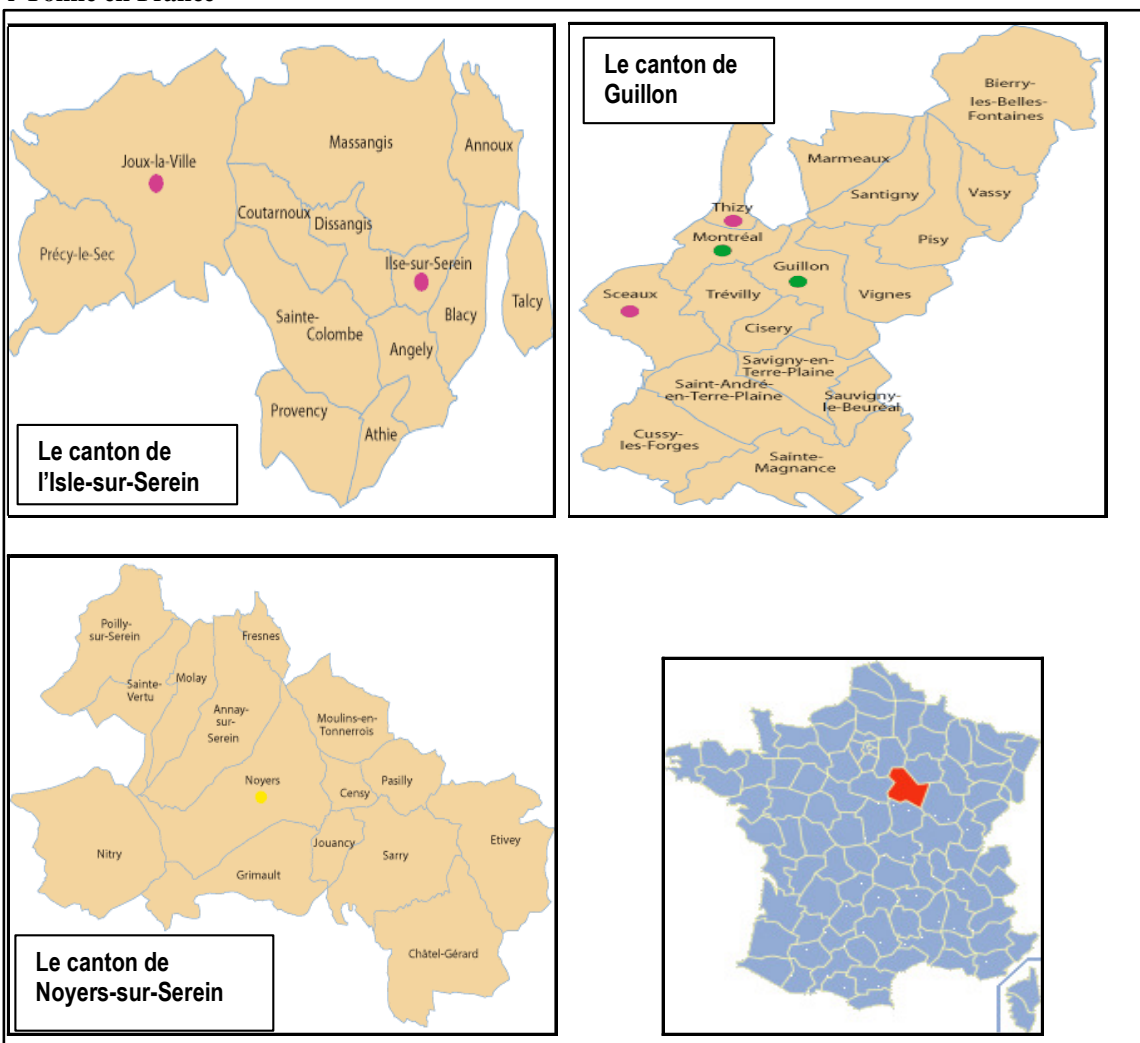 Le canton de
Guillon
Bierry-
les-Belles-
Fontaines
Massangis
Annoux
Joux-la-Ville
Marmeaux
Santigny
Vassy
Thizy
Coutarnoux
Dissangis
Montréal
Pisy
Précy-le-Sec
Ilse-sur-Serein
Guillon
Sceaux
Trévilly
Vignes
Talcy
Sainte-
Colombe
Blacy
Cisery
Angely
Savigny-en-
Terre-Plaine
Saint-André-
en-Terre-Plaine
Sauvigny-
le-Beuréal
Provency
Athie
Cussy-
les-Forges
Sainte-
Magnance
Le canton de
l'Isle-sur-Serein
Poilly-
sur-Serein
Fresnes
Sainte-
Vertu
Molay
Annay-
sur-
Serein
Moulins-en-
Tonnerrois
Noyers
Pasilly
Censy
Nitry
Jouancy
Sarry
Etivey
Grimault
Châtel-Gérard
Le canton de
Noyers-sur-Serein